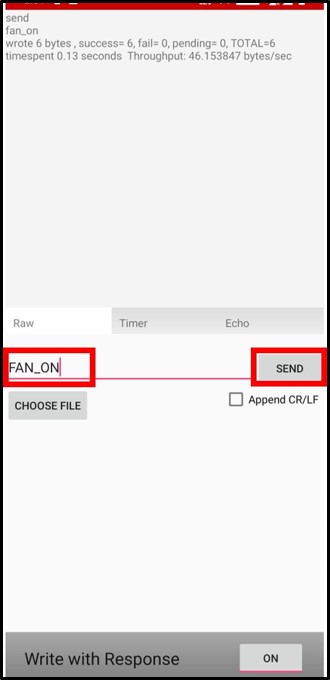 send
fan_on
wrote 6 bytes , success= 6, fail= 0, pending= 0, TOTAL=6
timespent 0.13 seconds  Throughput: 46.153847 bytes/sec
Raw
Timer
Echo
FAN_ON
SEND
CHOOSE FILE
Append CR/LF
Write with Response
ON